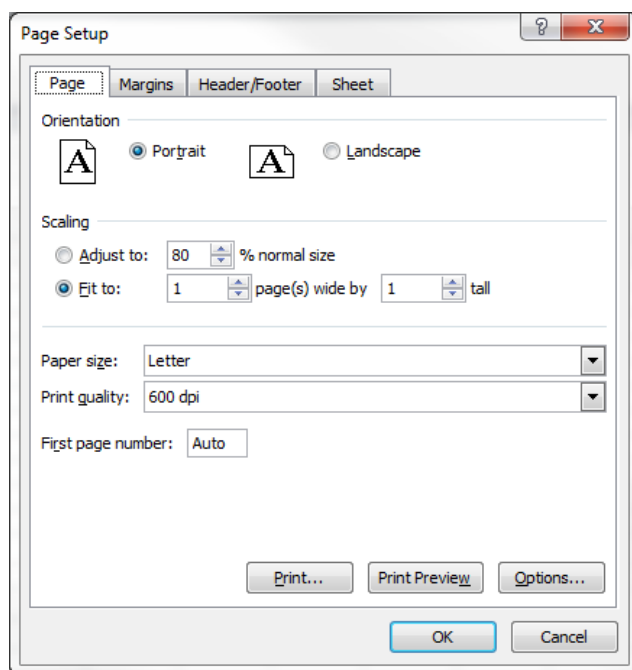 Page Setup
Page Margins Header/Footer Sheet
Orientation
A Portrait A Landscape
Scaling
Adjust to: 80 % normal size
Fit to: 1 page(s) wide by 1 tall
Paper size: Letter
Print quality: 600 dpi
First page number: Auto
Print... Print Preview Options...
OK Cancel